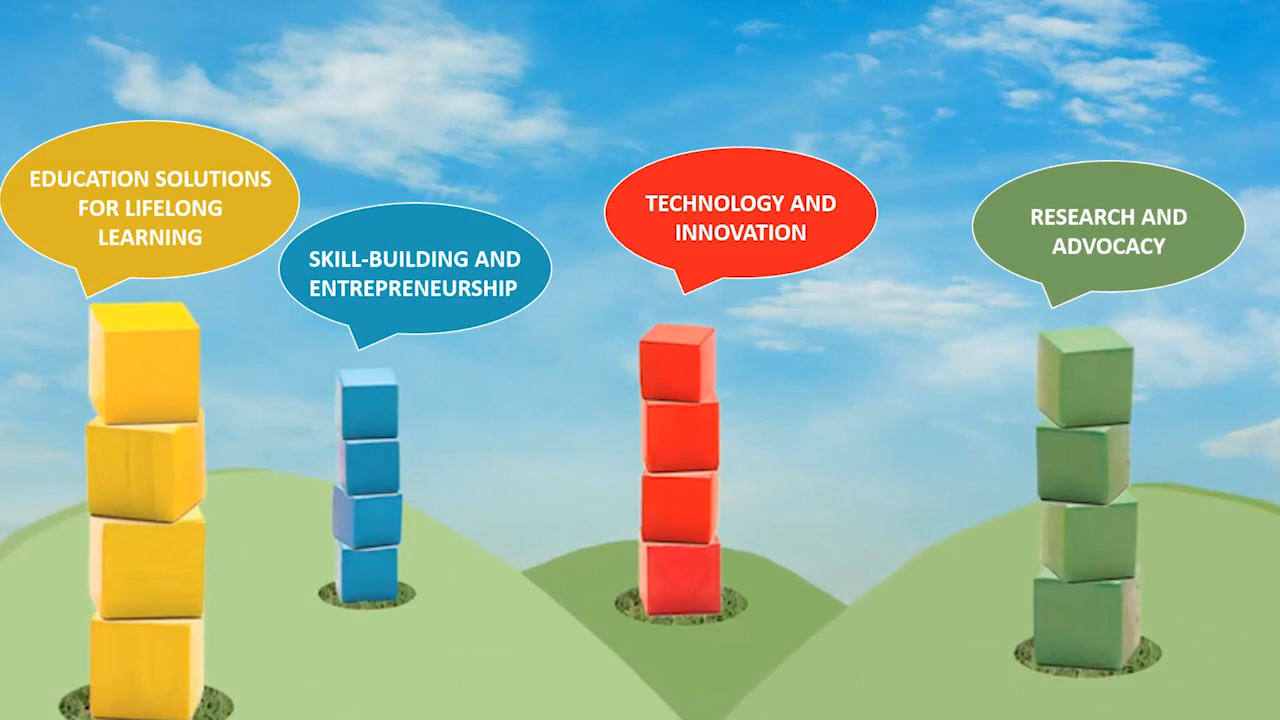 EDUCATION SOLUTIONS
FOR LIFELONG
LEARNING
SKILL-BUILDING AND
ENTREPRENEURSHIP
TECHNOLOGY AND
INNOVATION
RESEARCH AND
ADVOCACY